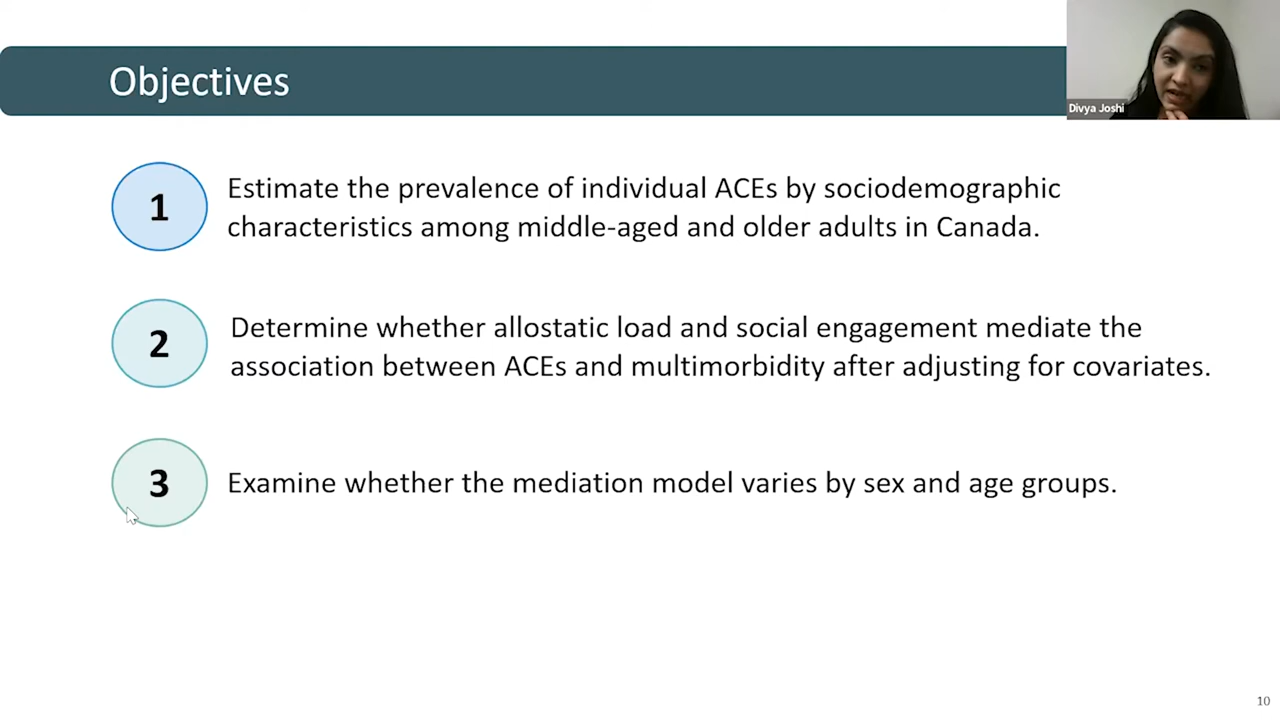 Objectives
Divya Joshi
1
Estimate the prevalence of individual ACEs by sociodemographic
characteristics among middle-aged and older adults in Canada.
2
Determine whether allostatic load and social engagement mediate the
association between ACEs and multimorbidity after adjusting for covariates.
3
Examine whether the mediation model varies by sex and age groups.
10